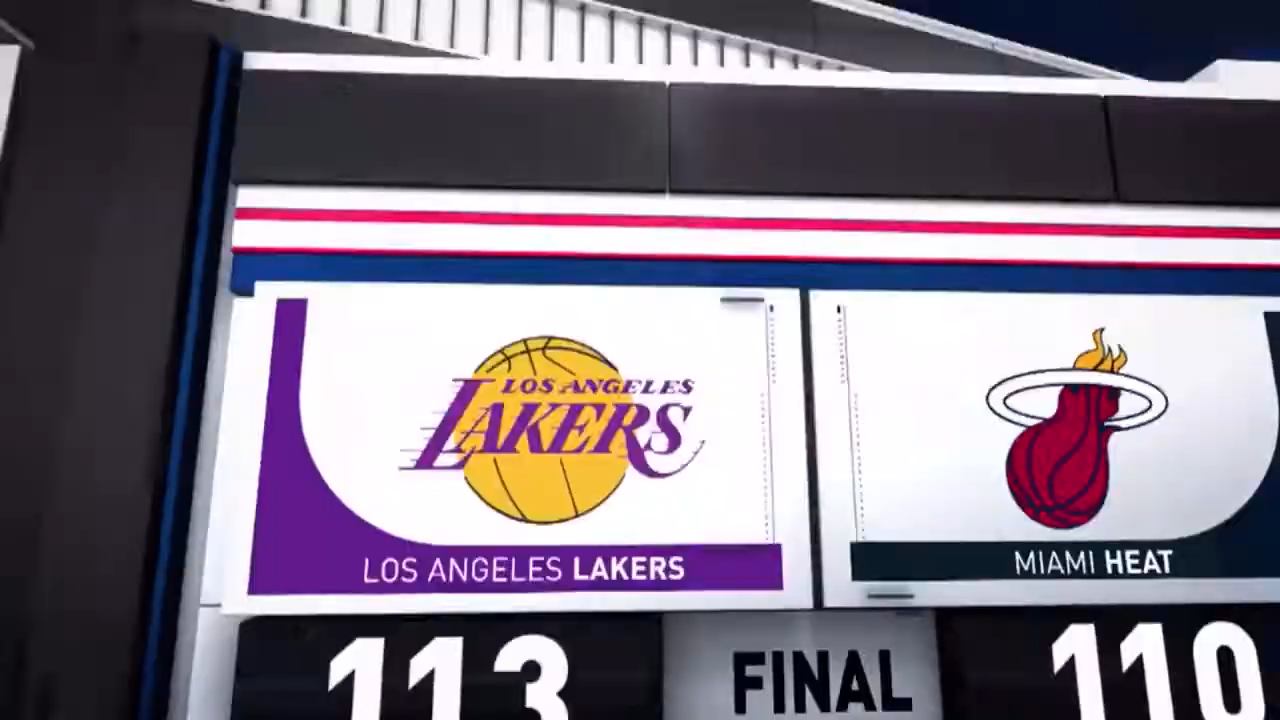 LOS ANGELES
LAKERS
LOS ANGELES LAKERS
MIAMI HEAT
113
FINAL
110